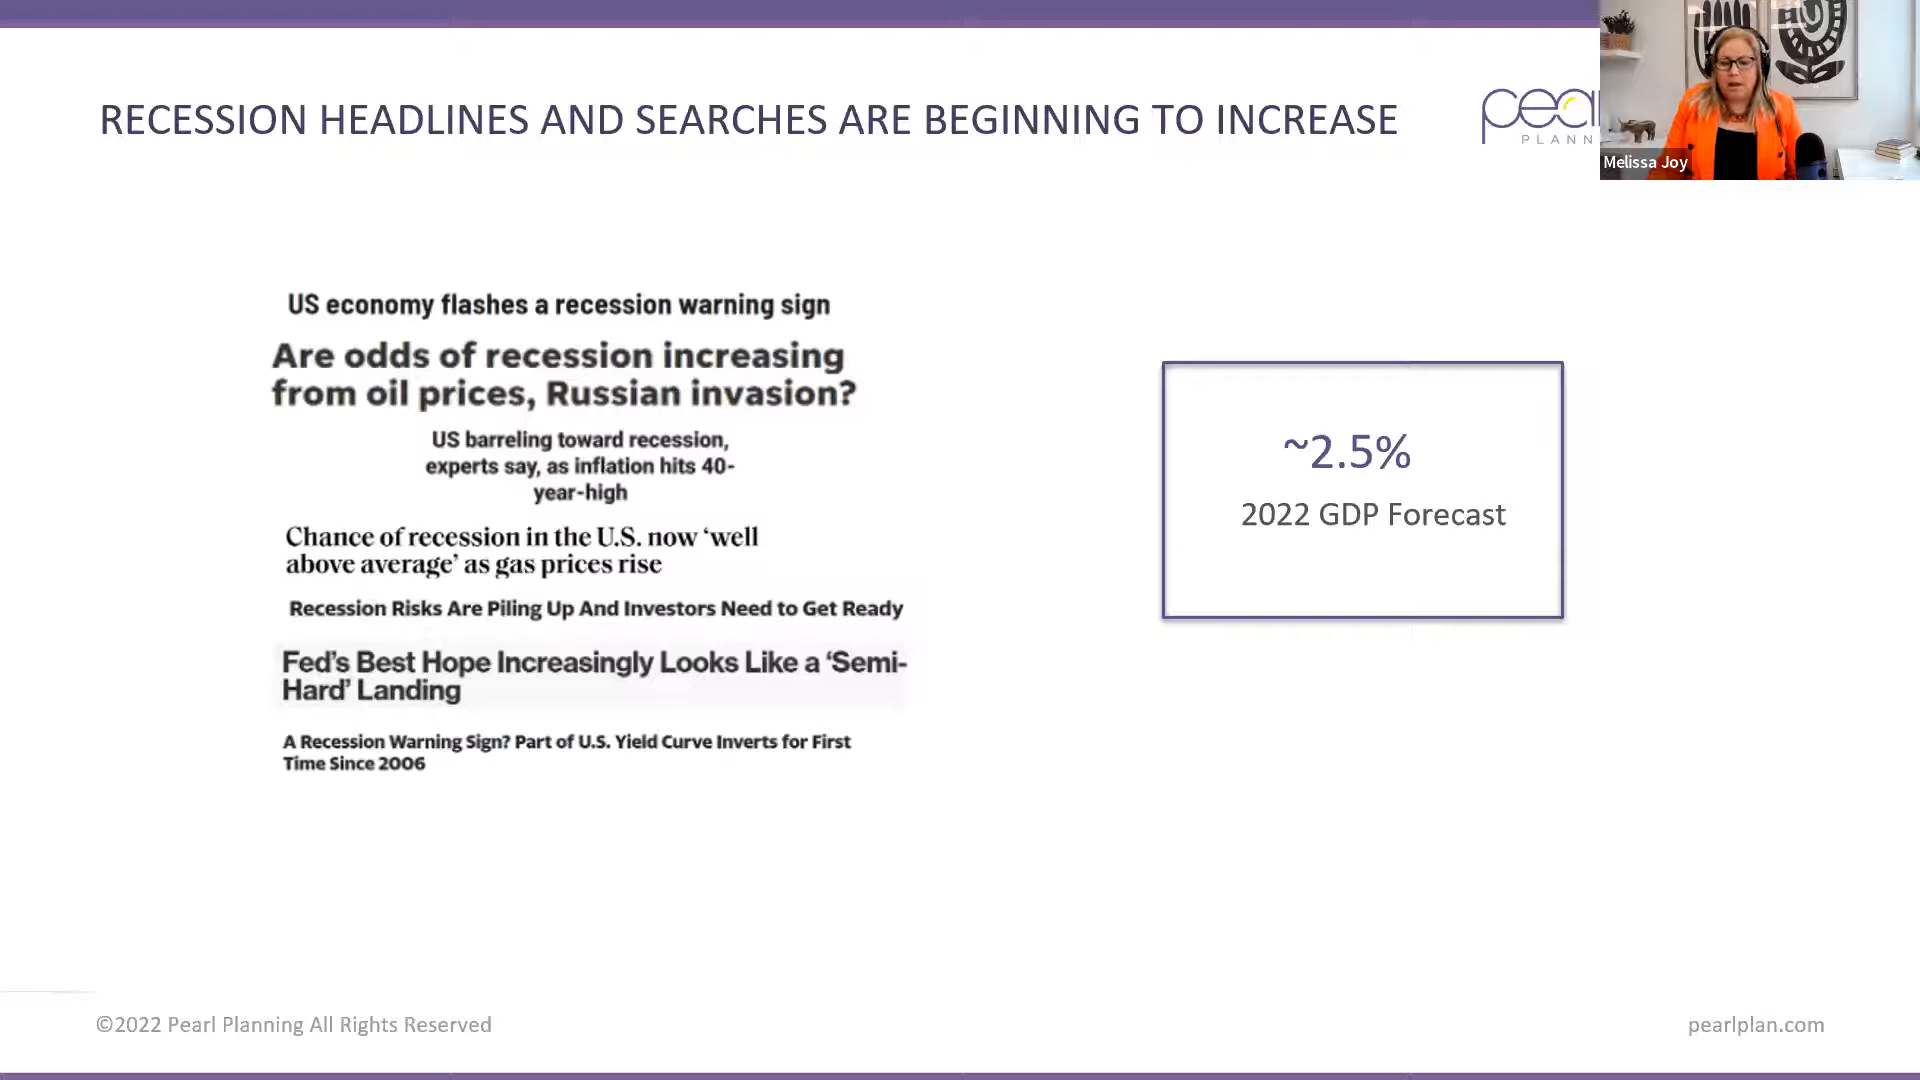 RECESSION HEADLINES AND SEARCHES ARE BEGINNING TO INCREASE
PLANN
Melissa Joy
US economy flashes a recession warning sign
Are odds of recession increasing
from oil prices, Russian invasion?
US barreling toward recession,
experts say, as inflation hits 40-
year-high
Chance of recession in the U.S. now ‘well
above average’ as gas prices rise
Recession Risks Are Piling Up And Investors Need to Get Ready
Fed’s Best Hope Increasingly Looks Like a ‘Semi-
Hard’ Landing
A Recession Warning Sign? Part of U.S. Yield Curve Inverts for First
Time Since 2006
~2.5%
2022 GDP Forecast
©2022 Pearl Planning All Rights Reserved
pearlplan.com